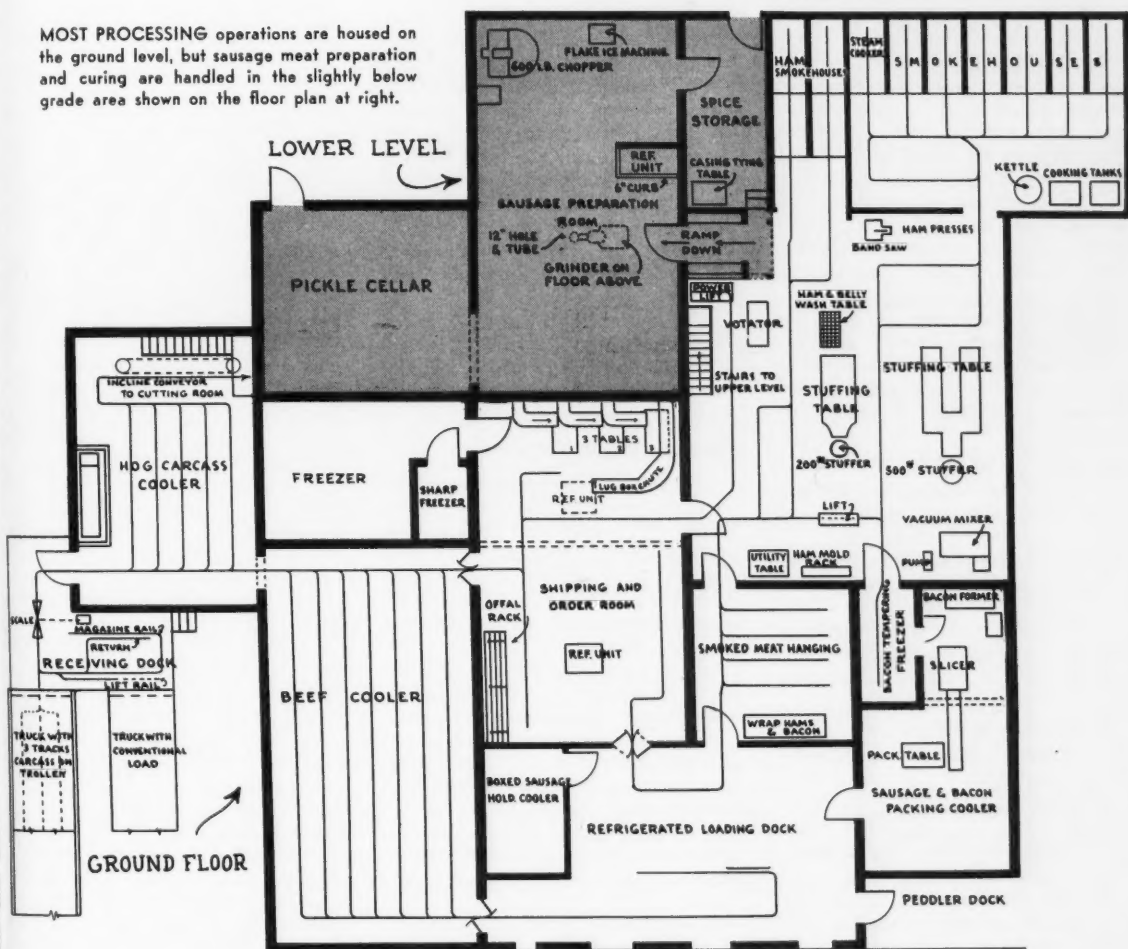 MOST PROCESSING operations are housed on
the ground level, but sausage meat preparation
and curing are handled in the slightly below
grade area shown on the floor plan at right.
LOWER LEVEL
600 LB. CHOPPER
FLAKE ICE MACHINE
SPICE
STORAGE
HAM
SMOKEHOUSES
STEAM
COOKERS
SMOKEHOUSES
REF.
UNIT
6" CURB
CASING TYING
TABLE
KETTLE
COOKING TANKS
SAUSAGE PREPARATION
ROOM
12" HOLE
& TUBE
GRINDER ON
FLOOR ABOVE
RAMP
DOWN
HAM PRESSES
BAND SAW
PICKLE CELLAR
POWER
LIFT
VOTATOR
HAM & BELLY
WASH TABLE
STAIRS TO
UPPER LEVEL
STUFFING
TABLE
STUFFING TABLE
INCLINE CONVEYOR
TO CUTTING ROOM
HOG CARCASS
COOLER
FREEZER
SHARP
FREEZER
3 TABLES
1
2
3
LUG BOX CHUTE
REF. UNIT
200# STUFFER
500# STUFFER
LIFT
VACUUM MIXER
PUMP
UTILITY
TABLE
HAM MOLD
RACK
SCALE
MAGAZINE RAIL
RETURN
RECEIVING DOCK
LIFT RAIL
TRUCK WITH
3 TRACKS
CARCASS ON
TROLLEY
TRUCK WITH
CONVENTIONAL
LOAD
GROUND FLOOR
BEEF COOLER
OFFAL
RACK
SHIPPING AND
ORDER ROOM
REF. UNIT
SMOKED MEAT HANGING
WRAP HAMS
& BACON
BACON TEMPERING
FREEZER
BACON FORMER
SLICER
PACK TABLE
SAUSAGE & BACON
PACKING COOLER
BOXED SAUSAGE
HOLD. COOLER
REFRIGERATED LOADING DOCK
PEDDLER DOCK